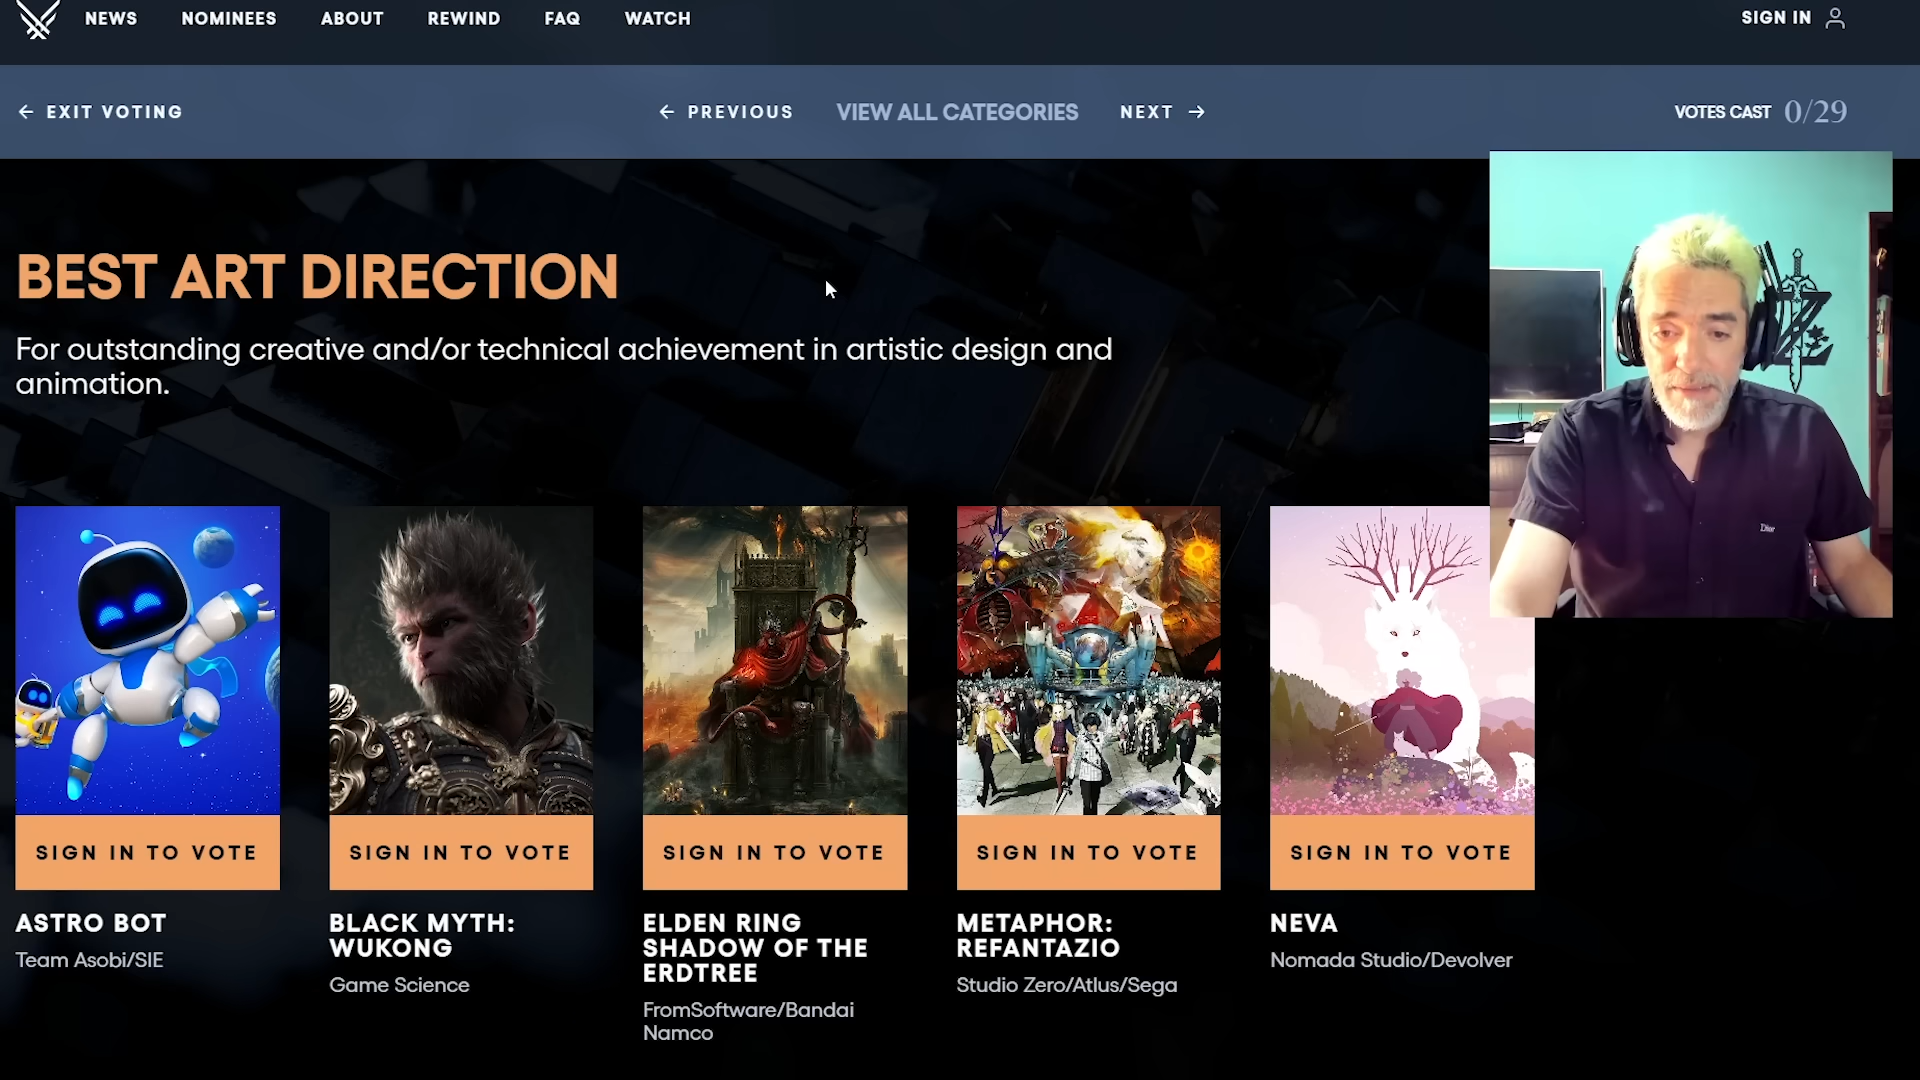 NEWS
NOMINEES
ABOUT
REWIND
FAQ
WATCH
SIGN IN
EXIT VOTING
PREVIOUS
VIEW ALL CATEGORIES
NEXT
VOTES CAST 0/29
BEST ART DIRECTION
For outstanding creative and/or technical achievement in artistic design and
animation.
Dior
SIGN IN TO VOTE
SIGN IN TO VOTE
SIGN IN TO VOTE
SIGN IN TO VOTE
SIGN IN TO VOTE
ASTRO BOT
Team Asobi/SIE
BLACK MYTH:
WUKONG
Game Science
ELDEN RING
SHADOW OF THE
ERDTREE
FromSoftware/Bandai
Namco
METAPHOR:
REFANTAZIO
Studio Zero/Atlus/Sega
NEVA
Nomada Studio/Devolver